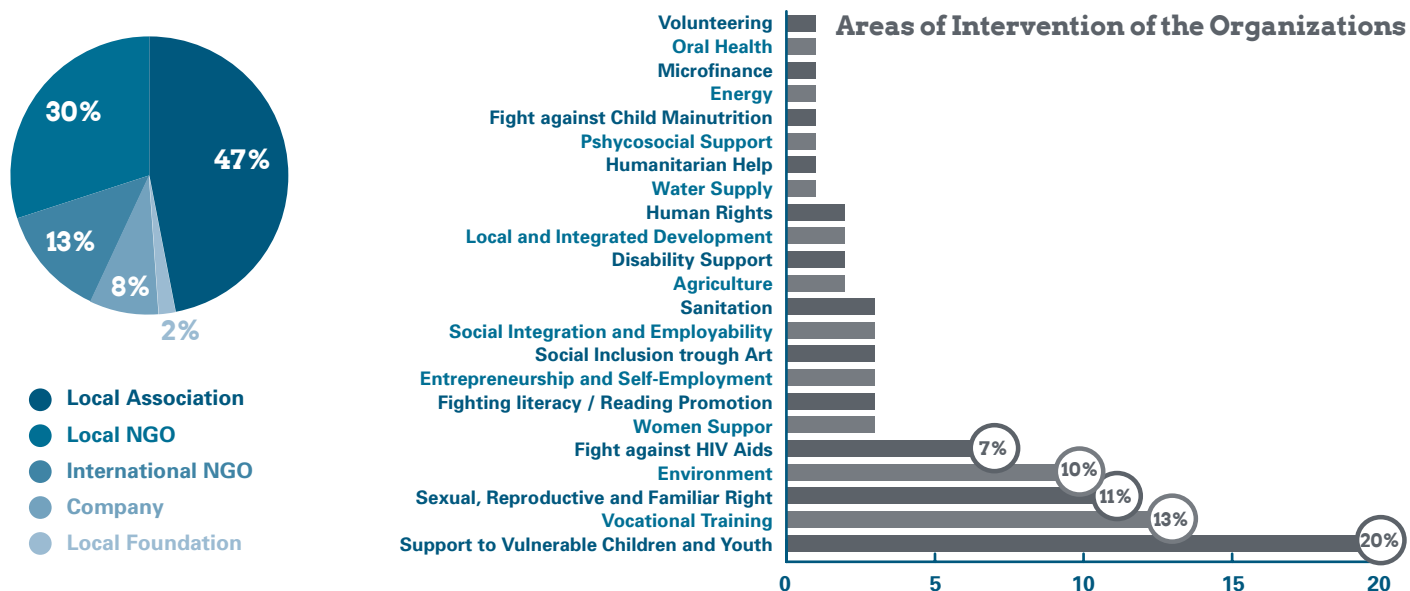 47%
30%
13%
8%
2%
Local Association
Local NGO
International NGO
Company
Local Foundation
Areas of Intervention of the Organizations
Volunteering
Oral Health
Microfinance
Energy
Fight against Child Mainutrition
Pshycosocial Support
Humanitarian Help
Water Supply
Human Rights
Local and Integrated Development
Disability Support
Agriculture
Sanitation
Social Integration and Employability
Social Inclusion trough Art
Entrepreneurship and Self-Employment
Fighting literacy / Reading Promotion
Women Suppor
Fight against HIV Aids 7%
Environment 10%
Sexual, Reproductive and Familiar Right 11%
Vocational Training 13%
Support to Vulnerable Children and Youth 20%
0 5 10 15 20